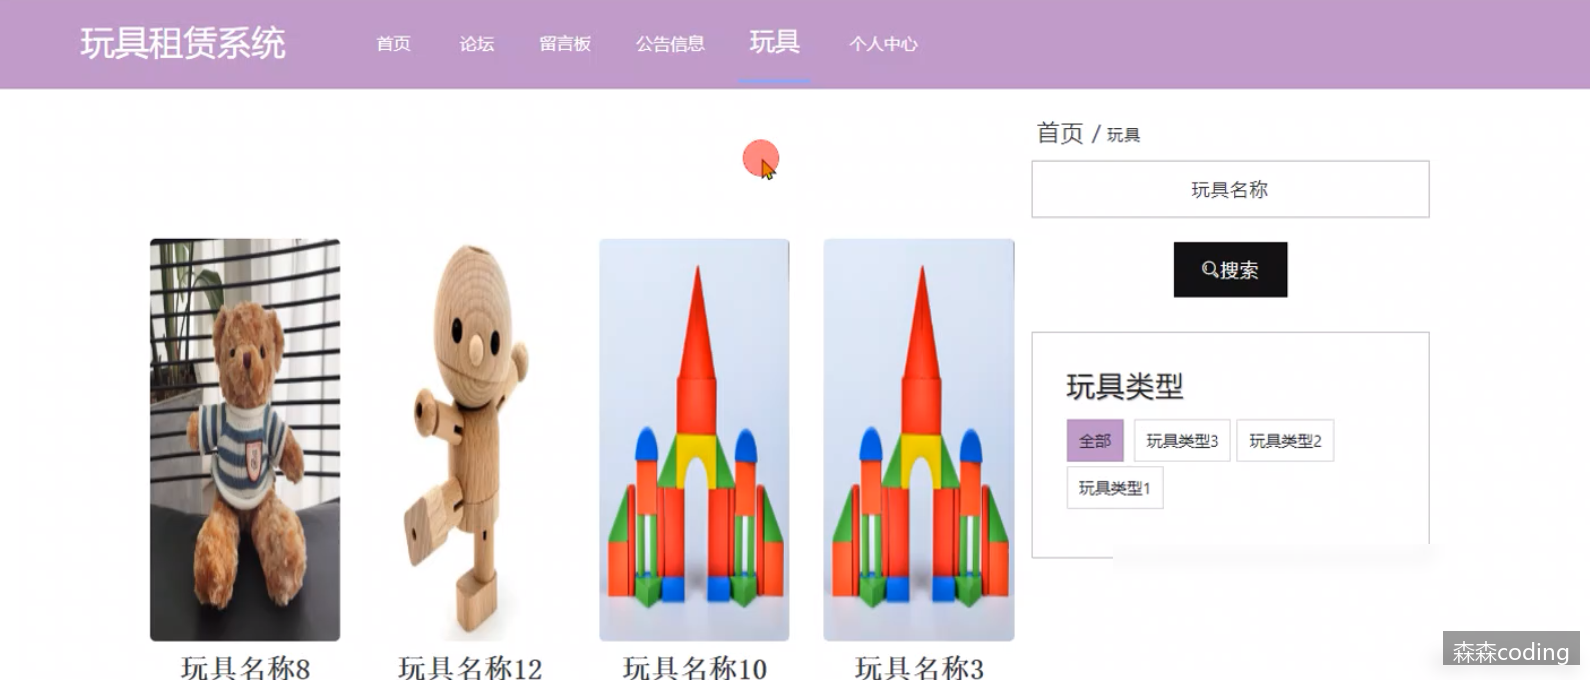 玩具租赁系统 首页 论坛 留言板 公告信息 玩具 个人中心
首页 / 玩具
玩具名称
搜索
玩具类型
全部 玩具类型3 玩具类型2
玩具类型1
玩具名称8 玩具名称12 玩具名称10 玩具名称3
森森coding